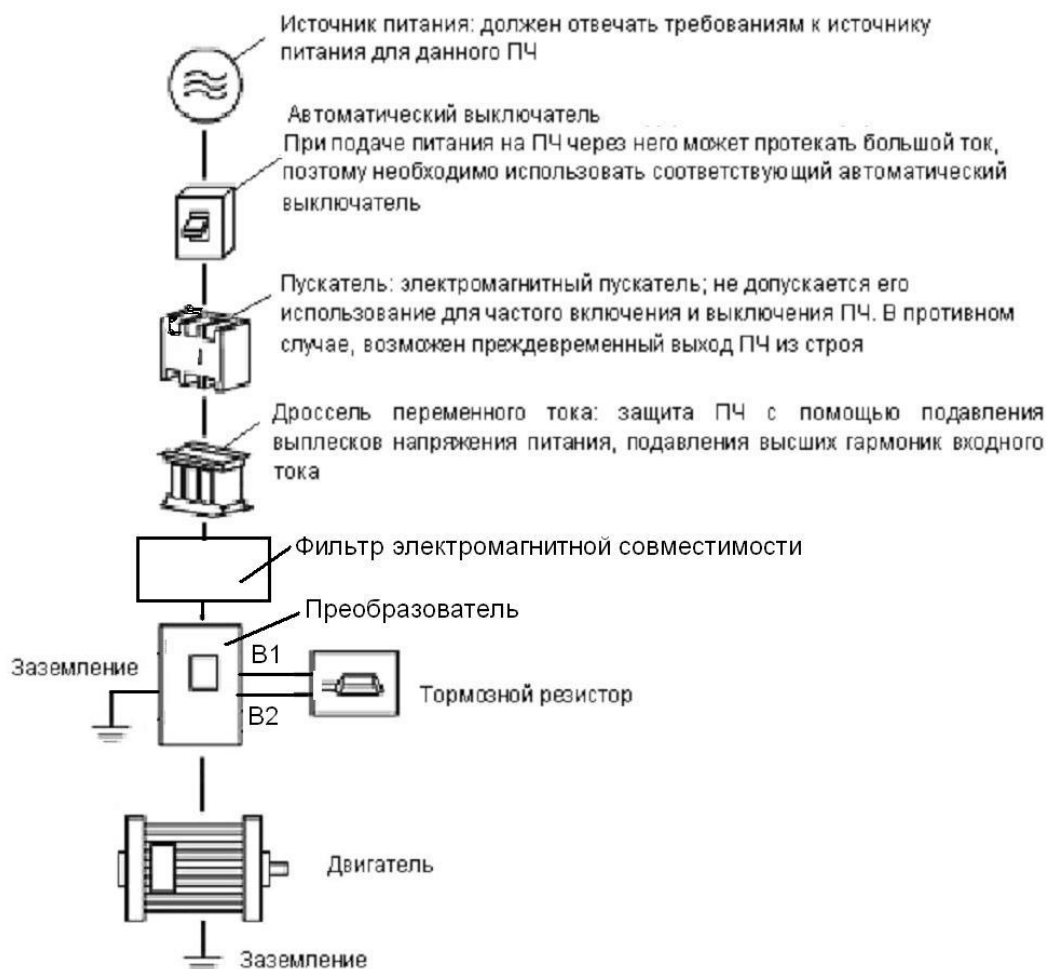 Источник питания: должен отвечать требованиям к источнику
питания для данного ПЧ
Автоматический выключатель
При подаче питания на ПЧ через него может протекать большой ток,
поэтому необходимо использовать соответствующий автоматический
выключатель
Пускатель: электромагнитный пускатель; не допускается его
использование для частого включения и выключения ПЧ. В противном
случае, возможен преждевременный выход ПЧ из строя
Дроссель переменного тока: защита ПЧ с помощью подавления
выплесков напряжения питания, подавления высших гармоник входного
тока
Фильтр электромагнитной совместимости
Преобразователь
Заземление
B1
B2
Тормозной резистор
Двигатель
Заземление